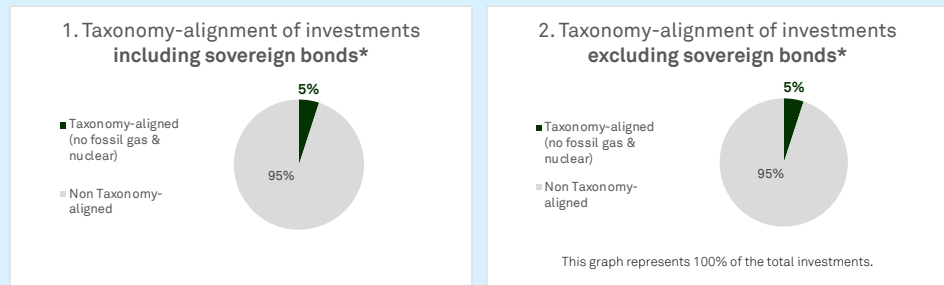 1. Taxonomy-alignment of investments
including sovereign bonds*
5%
Taxonomy-aligned
(no fossil gas &
nuclear)
95%
Non Taxonomy-
aligned
2. Taxonomy-alignment of investments
excluding sovereign bonds*
5%
Taxonomy-aligned
(no fossil gas &
nuclear)
95%
Non Taxonomy-
aligned
This graph represents 100% of the total investments.